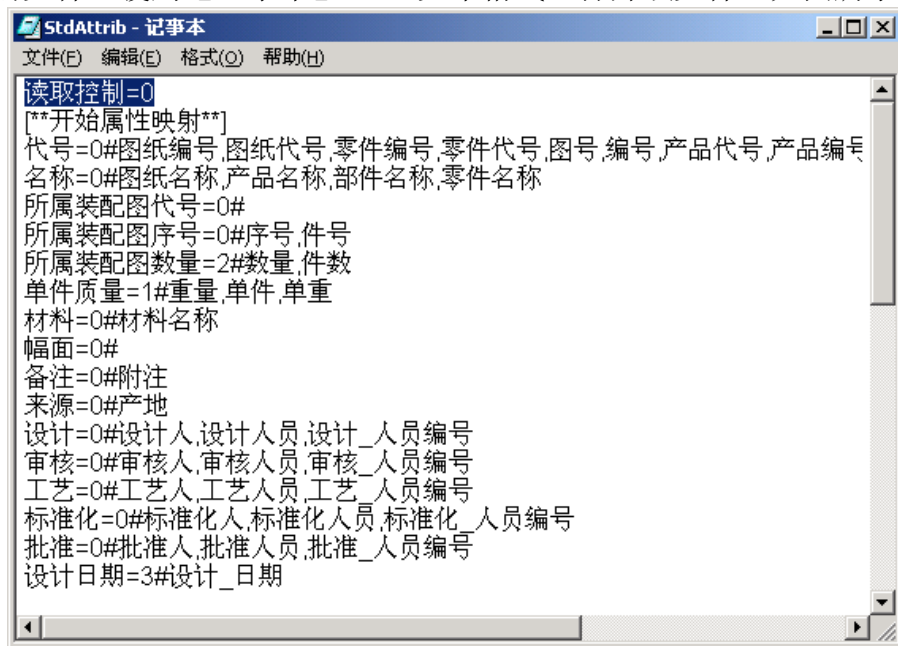 StdAttrib - 记事本
文件(F) 编辑(E) 格式(O) 帮助(H)
读取控制=0
[**开始属性映射**]
代号=0#图纸编号,图纸代号,零件编号,零件代号,图号,编号,产品代号,产品编号
名称=0#图纸名称,产品名称,部件名称,零件名称
所属装配图代号=0#
所属装配图序号=0#序号,件号
所属装配图数量=2#数量,件数
单件质量=1#重量,单件,单重
材料=0#材料名称
幅面=0#
备注=0#附注
来源=0#产地
设计=0#设计人,设计人员,设计_人员编号
审核=0#审核人,审核人员,审核_人员编号
工艺=0#工艺人,工艺人员,工艺_人员编号
标准化=0#标准化人,标准化人员,标准化_人员编号
批准=0#批准人,批准人员,批准_人员编号
设计日期=3#设计_日期